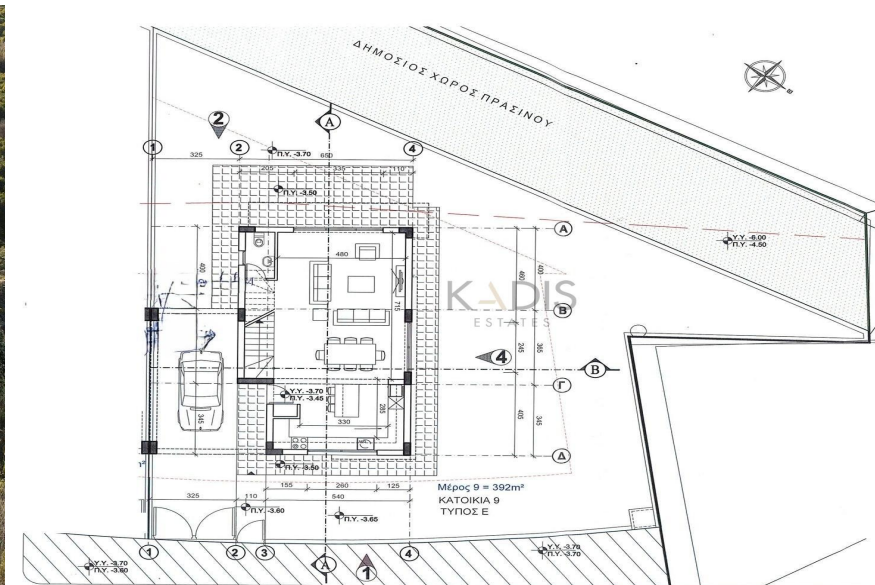 ΔΗΜΟΣΙΟΣ ΧΩΡΟΣ ΠΡΑΣΙΝΟΥ
2
A
1
2
4
Π.Υ. -3.70
325
650
205
335
110
Π.Υ. -3.50
A
Υ.Υ. -6.00
Π.Υ. -4.50
400
480
400
460
715
KADIS
ESTATES
B
245
365
4
B
Υ.Υ. -3.70
Π.Υ. -3.45
Γ
345
330
285
405
345
Π.Υ. -3.50
Δ
155
260
125
Μέρος 9 = 392m²
ΚΑΤΟΙΚΙΑ 9
ΤΥΠΟΣ Ε
325
110
540
Π.Υ. -3.60
Π.Υ. -3.65
1
2
3
A
4
1
Υ.Υ. -3.70
Π.Υ. -3.60
Υ.Υ. -3.70
Π.Υ. -3.70